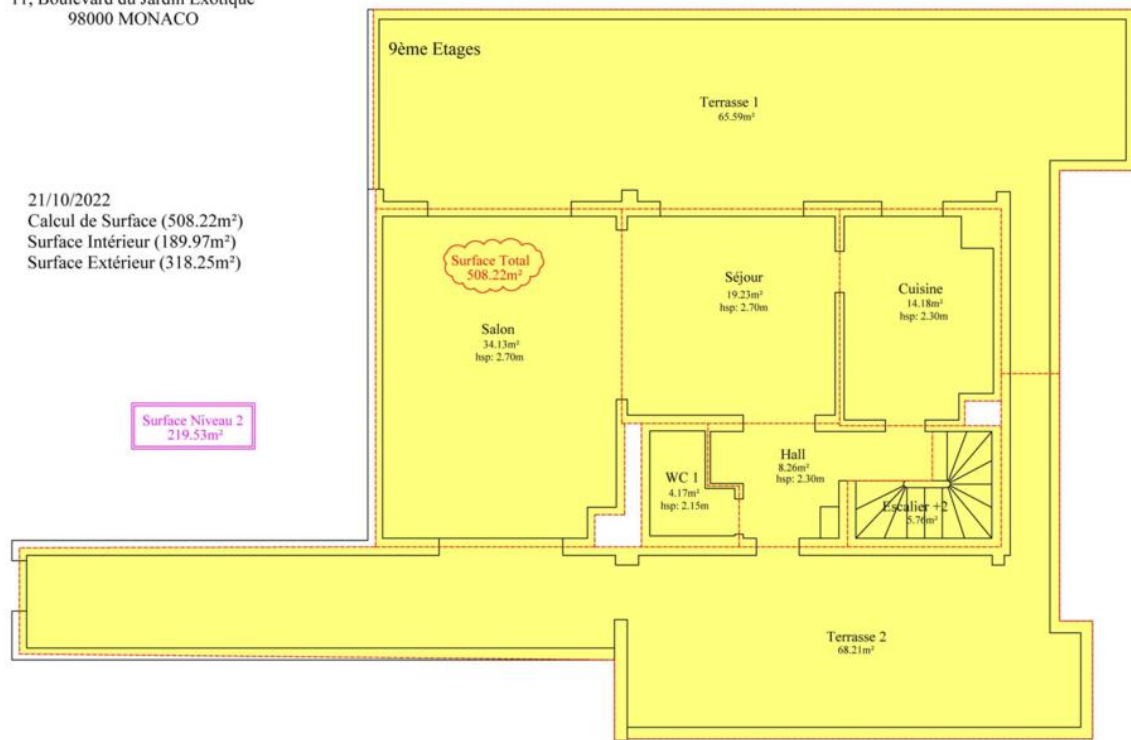 11, Boulevard du Jardin Exotique
98000 MONACO
9ème Etages
Terrasse 1
65.59m²
21/10/2022
Calcul de Surface (508.22m²)
Surface Intérieur (189.97m²)
Surface Extérieur (318.25m²)
Surface Total
508.22m²
Séjour
19.23m²
hsp: 2.70m
Cuisine
14.18m²
hsp: 2.30m
Salon
34.13m²
hsp: 2.70m
Surface Niveau 2
219.53m²
Hall
8.26m²
hsp: 2.30m
WC 1
4.17m²
hsp: 2.15m
Escalier +2
5.76m²
Terrasse 2
68.21m²